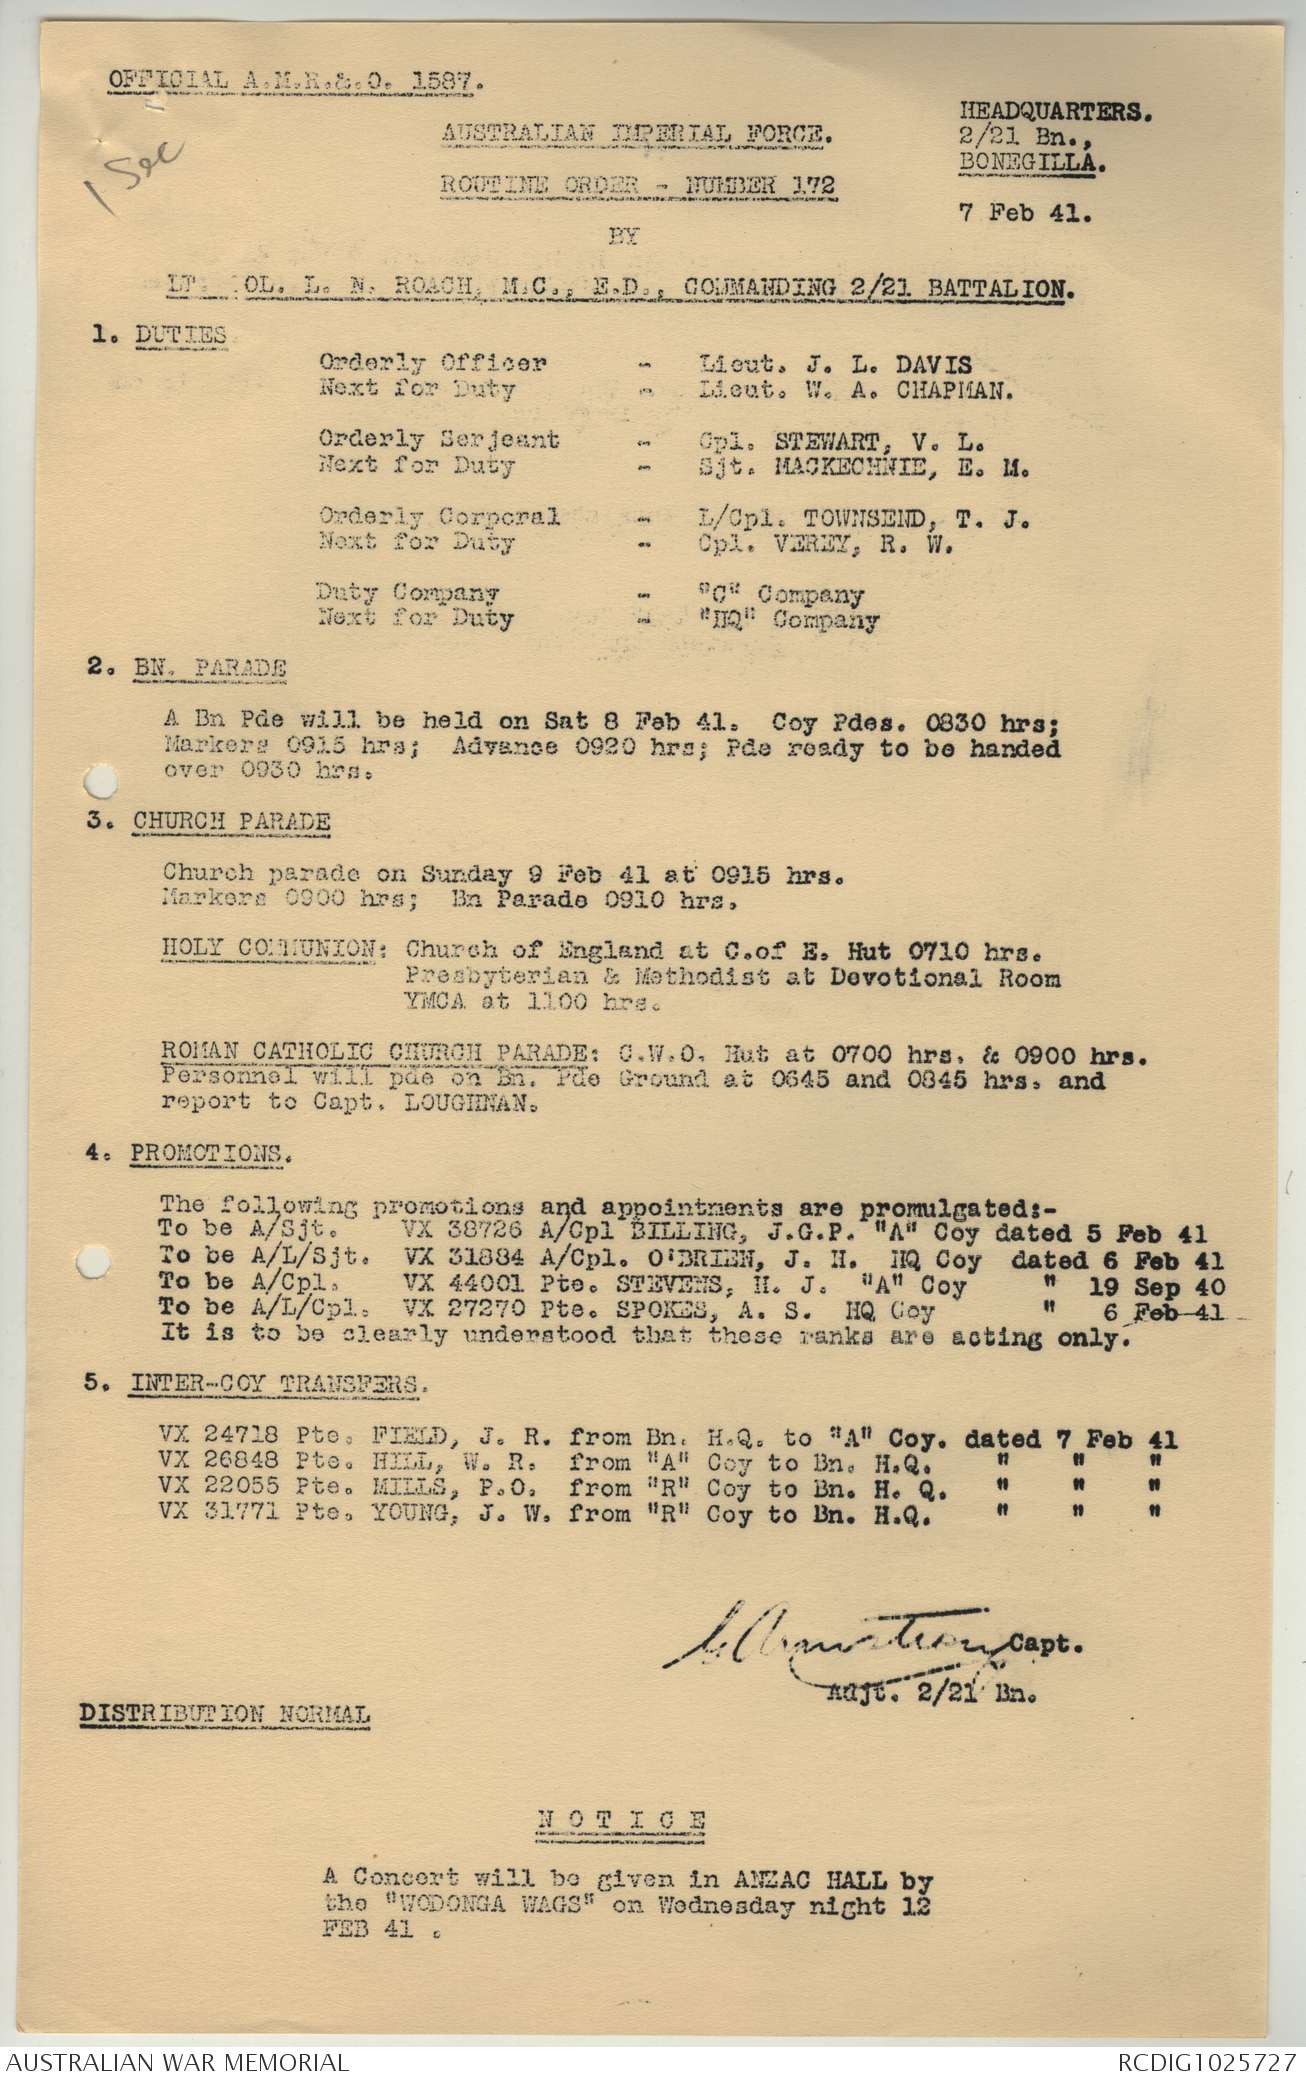 OFFICIAL A.M.R.&.O. 1587.
1 Sec
AUSTRALIAN IMPERIAL FORCE.
ROUTINE ORDER - NUMBER 172
BY
HEADQUARTERS.
2/21 Bn.,
BONEGILLA.
7 Feb 41.
LT. COL. L. N. ROACH, M.C., E.D., COMMANDING 2/21 BATTALION.
1. DUTIES
Orderly Officer - Lieut. J. L. DAVIS
Next for Duty - Lieut. W. A. CHAPMAN.
Orderly Serjeant - Cpl. STEWART, V. L.
Next for Duty - Sjt. MACKECHNIE, E. M.
Orderly Corporal - L/Cpl. TOWNSEND, T. J.
Next for Duty - Cpl. VEREY, R. W.
Duty Company - "C" Company
Next for Duty - "HQ" Company
2. BN. PARADE
A Bn Pde will be held on Sat 8 Feb 41. Coy Pdes. 0830 hrs;
Markers 0915 hrs; Advance 0920 hrs; Pde ready to be handed
over 0930 hrs.
3. CHURCH PARADE
Church parade on Sunday 9 Feb 41 at 0915 hrs.
Markers 0900 hrs; Bn Parade 0910 hrs.
HOLY COMMUNION: Church of England at C.of E. Hut 0710 hrs.
Presbyterian & Methodist at Devotional Room
YMCA at 1100 hrs.
ROMAN CATHOLIC CHURCH PARADE: C.W.O. Hut at 0700 hrs. & 0900 hrs.
Personnel will pde on Bn. Pde Ground at 0645 and 0845 hrs. and
report to Capt. LOUGHNAN.
4. PROMOTIONS.
The following promotions and appointments are promulgated:-
To be A/Sjt. VX 38726 A/Cpl BILLING, J.G.P. "A" Coy dated 5 Feb 41
To be A/L/Sjt. VX 31884 A/Cpl. O'BRIEN, J. H. HQ Coy dated 6 Feb 41
To be A/Cpl. VX 44001 Pte. STEVENS, H. J. "A" Coy " 19 Sep 40
To be A/L/Cpl. VX 27270 Pte. SPOKES, A. S. HQ Coy " 6 Feb 41
It is to be clearly understood that these ranks are acting only.
5. INTER-COY TRANSFERS.
VX 24718 Pte. FIELD, J. R. from Bn. H.Q. to "A" Coy. dated 7 Feb 41
VX 26848 Pte. HILL, W. R. from "A" Coy to Bn. H.Q. " " "
VX 22055 Pte. MILLS, P.O. from "R" Coy to Bn. H. Q. " " "
VX 31771 Pte. YOUNG, J. W. from "R" Coy to Bn. H.Q. " " "
Capt.
Adjt. 2/21 Bn.
DISTRIBUTION NORMAL
N O T I C E
A Concert will be given in ANZAC HALL by
the "WODONGA WAGS" on Wednesday night 12
FEB 41 .
AUSTRALIAN WAR MEMORIAL
RCDIG1025727